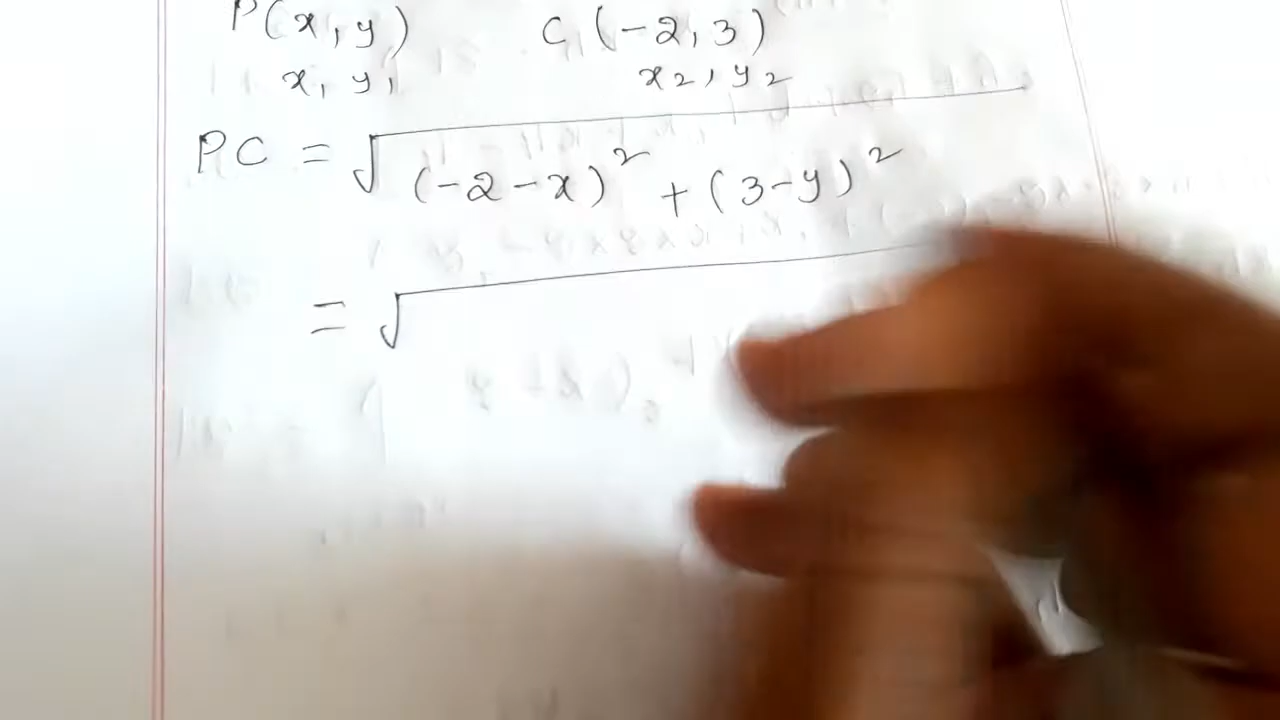 P(x, y) C (-2, 3)
x₁ y₁ x₂, y₂
PC = √((-2-x)² + (3-y)²)
= √